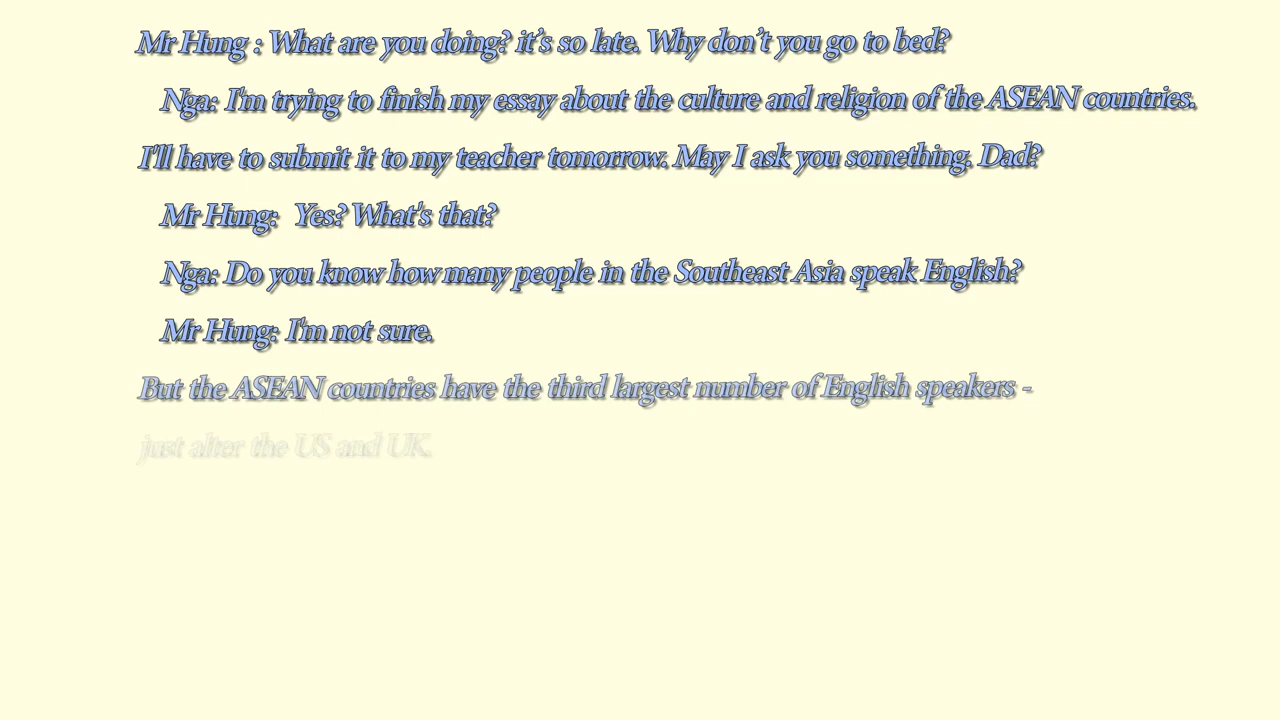 Mr Hung : What are you doing? it’s so late. Why don’t you go to bed?
Nga: I'm trying to finish my essay about the culture and religion of the ASEAN countries.
I'll have to submit it to my teacher tomorrow. May I ask you something. Dad?
Mr Hung: Yes? What's that?
Nga: Do you know how many people in the Southeast Asia speak English?
Mr Hung: I'm not sure.
But the ASEAN countries have the third largest number of English speakers -
just alter the US and UK.